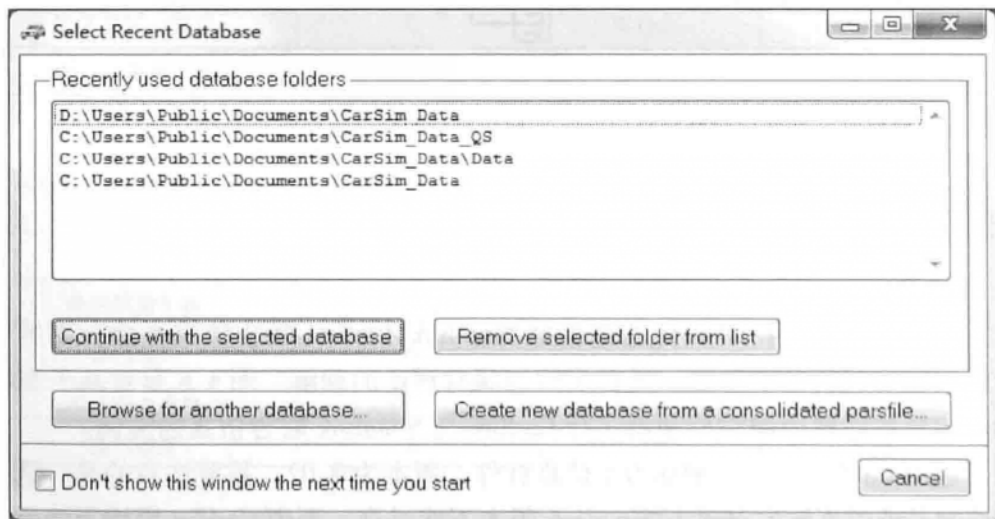 Select Recent Database
Recently used database folders
D:\Users\Public\Documents\CarSim_Data
C:\Users\Public\Documents\CarSim_Data_QS
C:\Users\Public\Documents\CarSim_Data\Data
C:\Users\Public\Documents\CarSim_Data
Continue with the selected database
Remove selected folder from list
Browse for another database...
Create new database from a consolidated parsfile...
Don't show this window the next time you start
Cancel